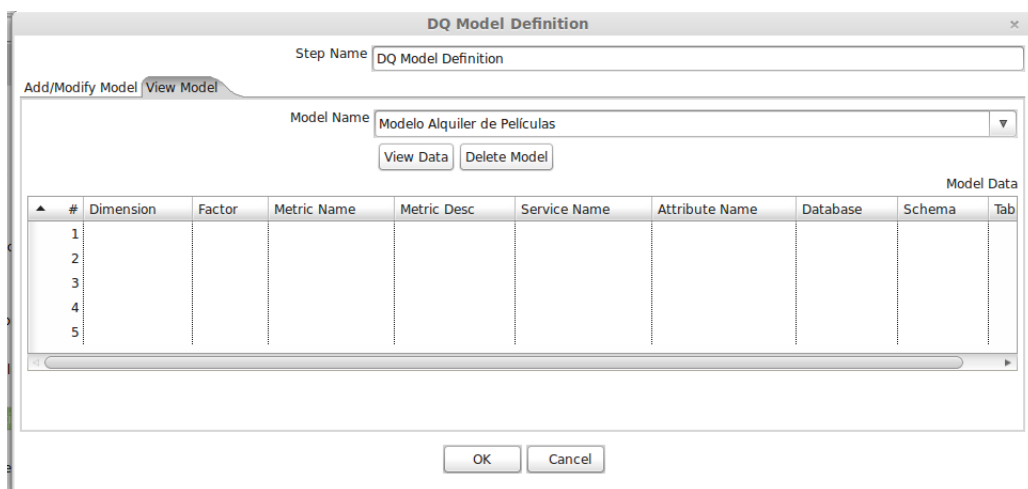 DQ Model Definition
Step Name DQ Model Definition
Add/Modify Model View Model
Model Name Modelo Alquiler de Películas
View Data Delete Model
Model Data
# Dimension Factor Metric Name Metric Desc Service Name Attribute Name Database Schema Tab
1
2
3
4
5
OK Cancel